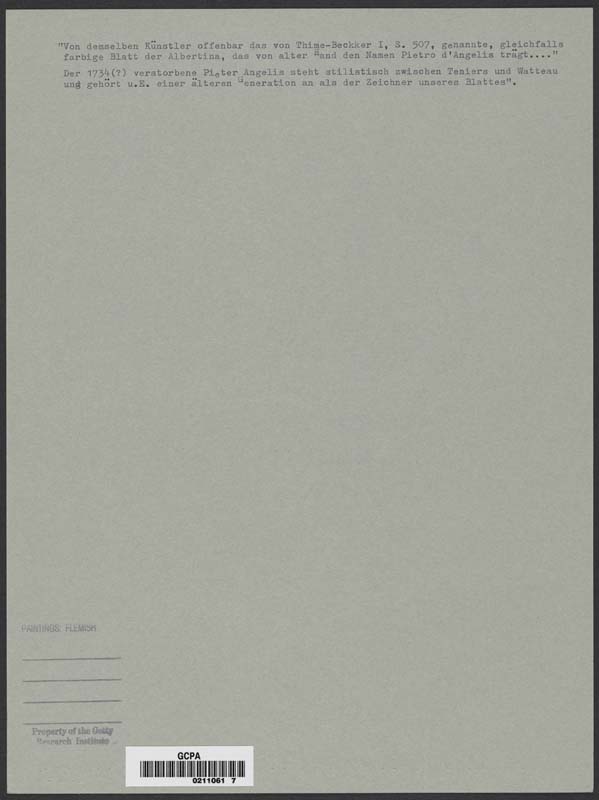 "Von demselben Künstler offenbar das von Thime-Beckker I, S. 507, genannte, gleichfalls
farbige Blatt der Albertina, das von alter Hand den Namen Pietro d'Angelis trägt...."
Der 1734(?) verstorbene Pieter Angelis steht stilistisch zwischen Teniers und Watteau
und gehört u.E. einer älteren Generation an als der Zeichner unseres Blattes".
PAINTINGS: FLEMISH
Property of the Getty
Research Institute
GCPA
0211061 7